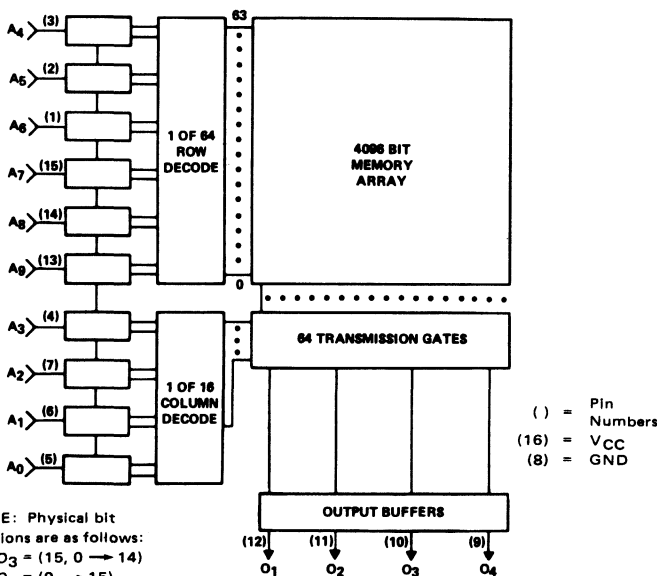 63
A4 (3)
A5 (2)
A6 (1)
A7 (15)
A8 (14)
A9 (13)
1 OF 64
ROW
DECODE
4096 BIT
MEMORY
ARRAY
0
A3 (4)
A2 (7)
A1 (6)
A0 (5)
1 OF 16
COLUMN
DECODE
64 TRANSMISSION GATES
( ) = Pin
Numbers
(16) = VCC
(8) = GND
OUTPUT BUFFERS
(12) (11) (10) (9)
O1 O2 O3 O4
E: Physical bit
ions are as follows:
O3 = (15, 0 → 14)